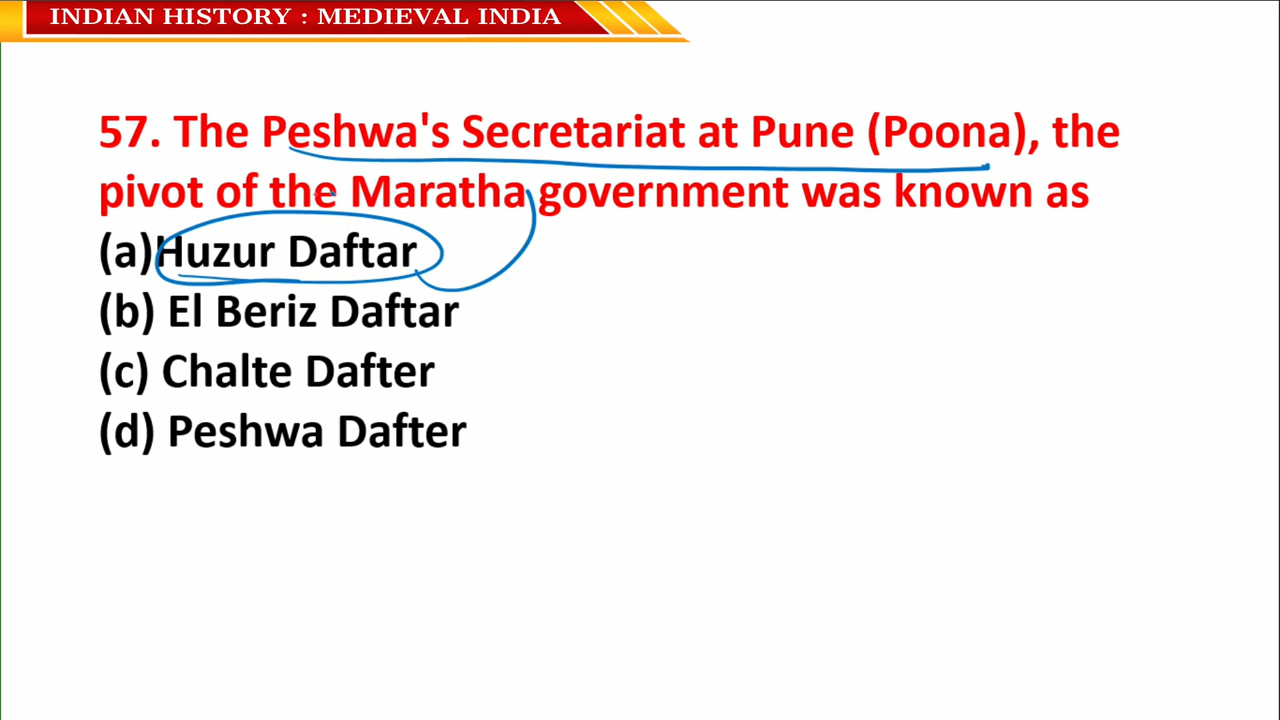 INDIAN HISTORY : MEDIEVAL INDIA
57. The Peshwa's Secretariat at Pune (Poona), the
pivot of the Maratha government was known as
(a)Huzur Daftar
(b) El Beriz Daftar
(c) Chalte Dafter
(d) Peshwa Dafter